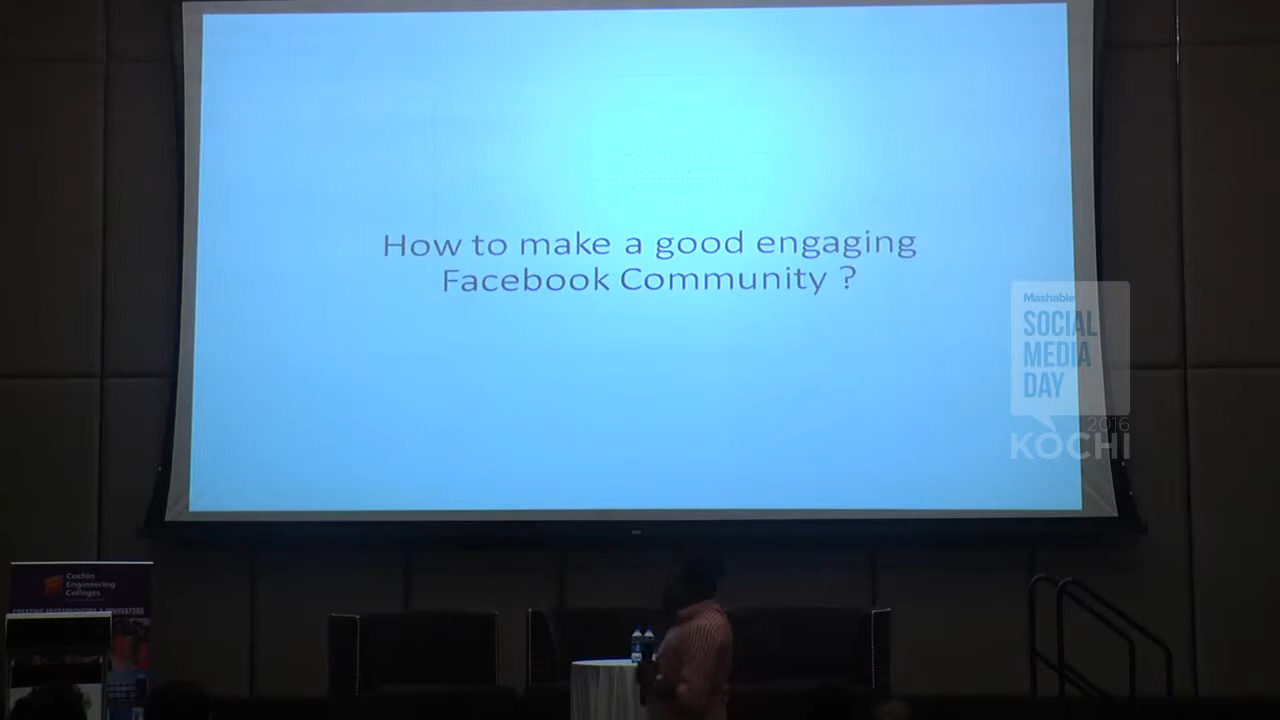 How to make a good engaging
Facebook Community ?
Mashable
SOCIAL
MEDIA
DAY
2016
KOCHI
Cochin
Engineering
Colleges